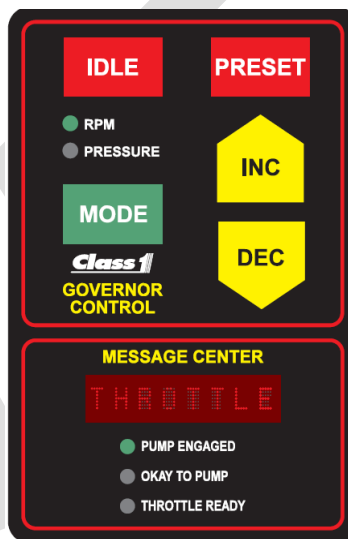 IDLE
PRESET
RPM
PRESSURE
INC
MODE
DEC
Class 1
GOVERNOR
CONTROL
MESSAGE CENTER
THROTTLE
PUMP ENGAGED
OKAY TO PUMP
THROTTLE READY